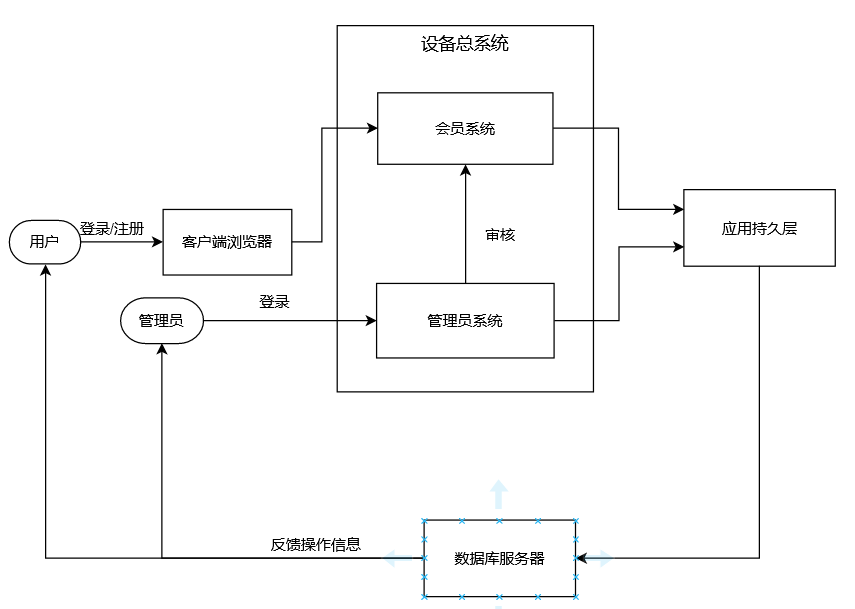 设备总系统
会员系统
登录/注册
用户
客户端浏览器
审核
应用持久层
登录
管理员
管理员系统
反馈操作信息
数据库服务器